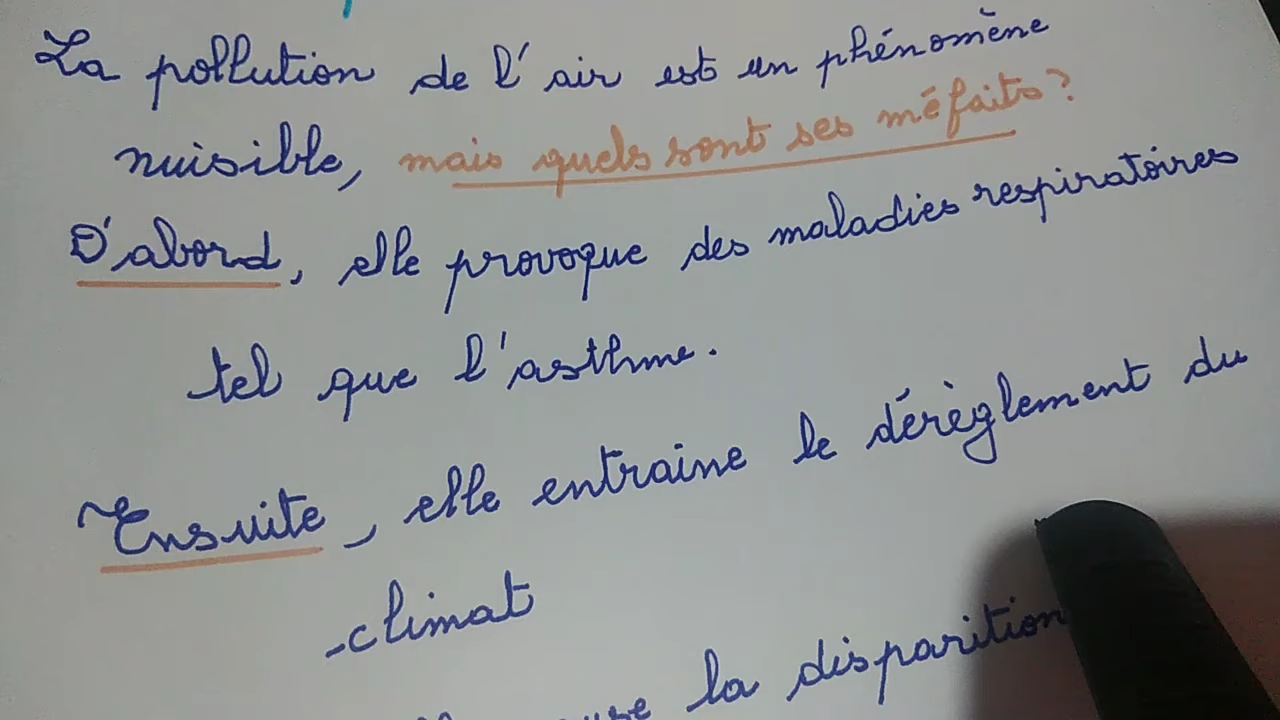 La pollution de l'air est un phénomène
nuisible, mais quels sont ses méfaits?
D'abord, elle provoque des maladies respiratoires
tel que l'asthme.
Ensuite, elle entraine le dérèglement du
climat
la disparition